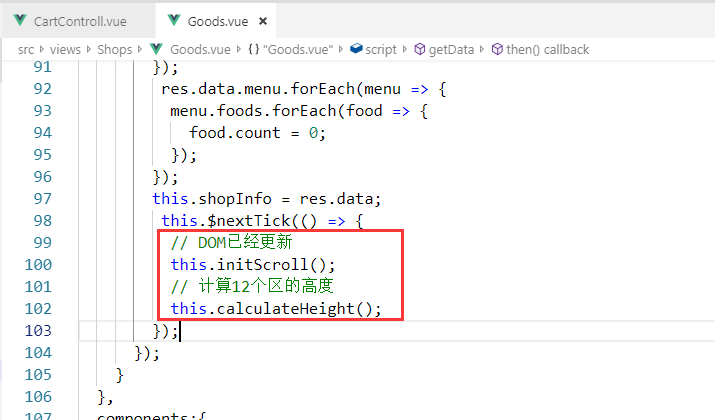 CartControll.vue Goods.vue ×
src > views > Shops > Goods.vue > {} "Goods.vue" > script > getData > then() callback
91 });
92 res.data.menu.forEach(menu => {
93 menu.foods.forEach(food => {
94 food.count = 0;
95 });
96 });
97 this.shopInfo = res.data;
98 this.$nextTick(() => {
99 // DOM已经更新
100 this.initScroll();
101 // 计算12个区的高度
102 this.calculateHeight();
103 });
104 });
105 }
106 },
107 components:{